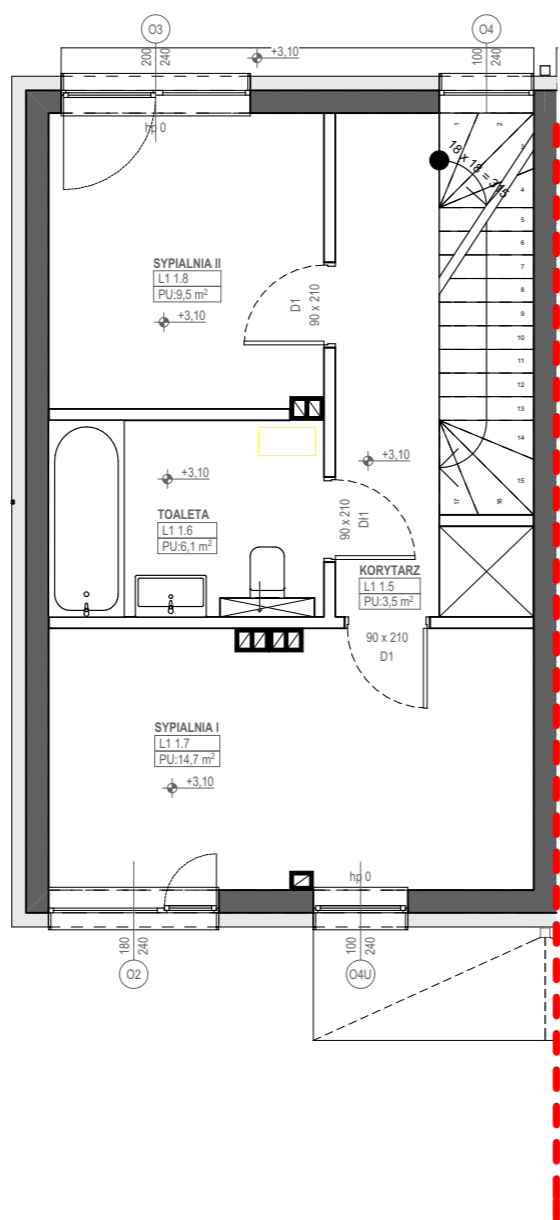 O3
O4
200
240
+3,10
100
240
hp 0
1
2
3
18 x 18 = 315
4
5
6
7
8
9
10
11
12
13
14
15
16
17
SYPIALNIA II
L1 1.8
PU:9,5 m²
+3,10
D1
90 x 210
+3,10
+3,10
TOALETA
L1 1.6
PU:6,1 m²
90 x 210
DI1
KORYTARZ
L1 1.5
PU:3,5 m²
90 x 210
D1
SYPIALNIA I
L1 1.7
PU:14,7 m²
+3,10
hp 0
180
240
100
240
O2
O4U